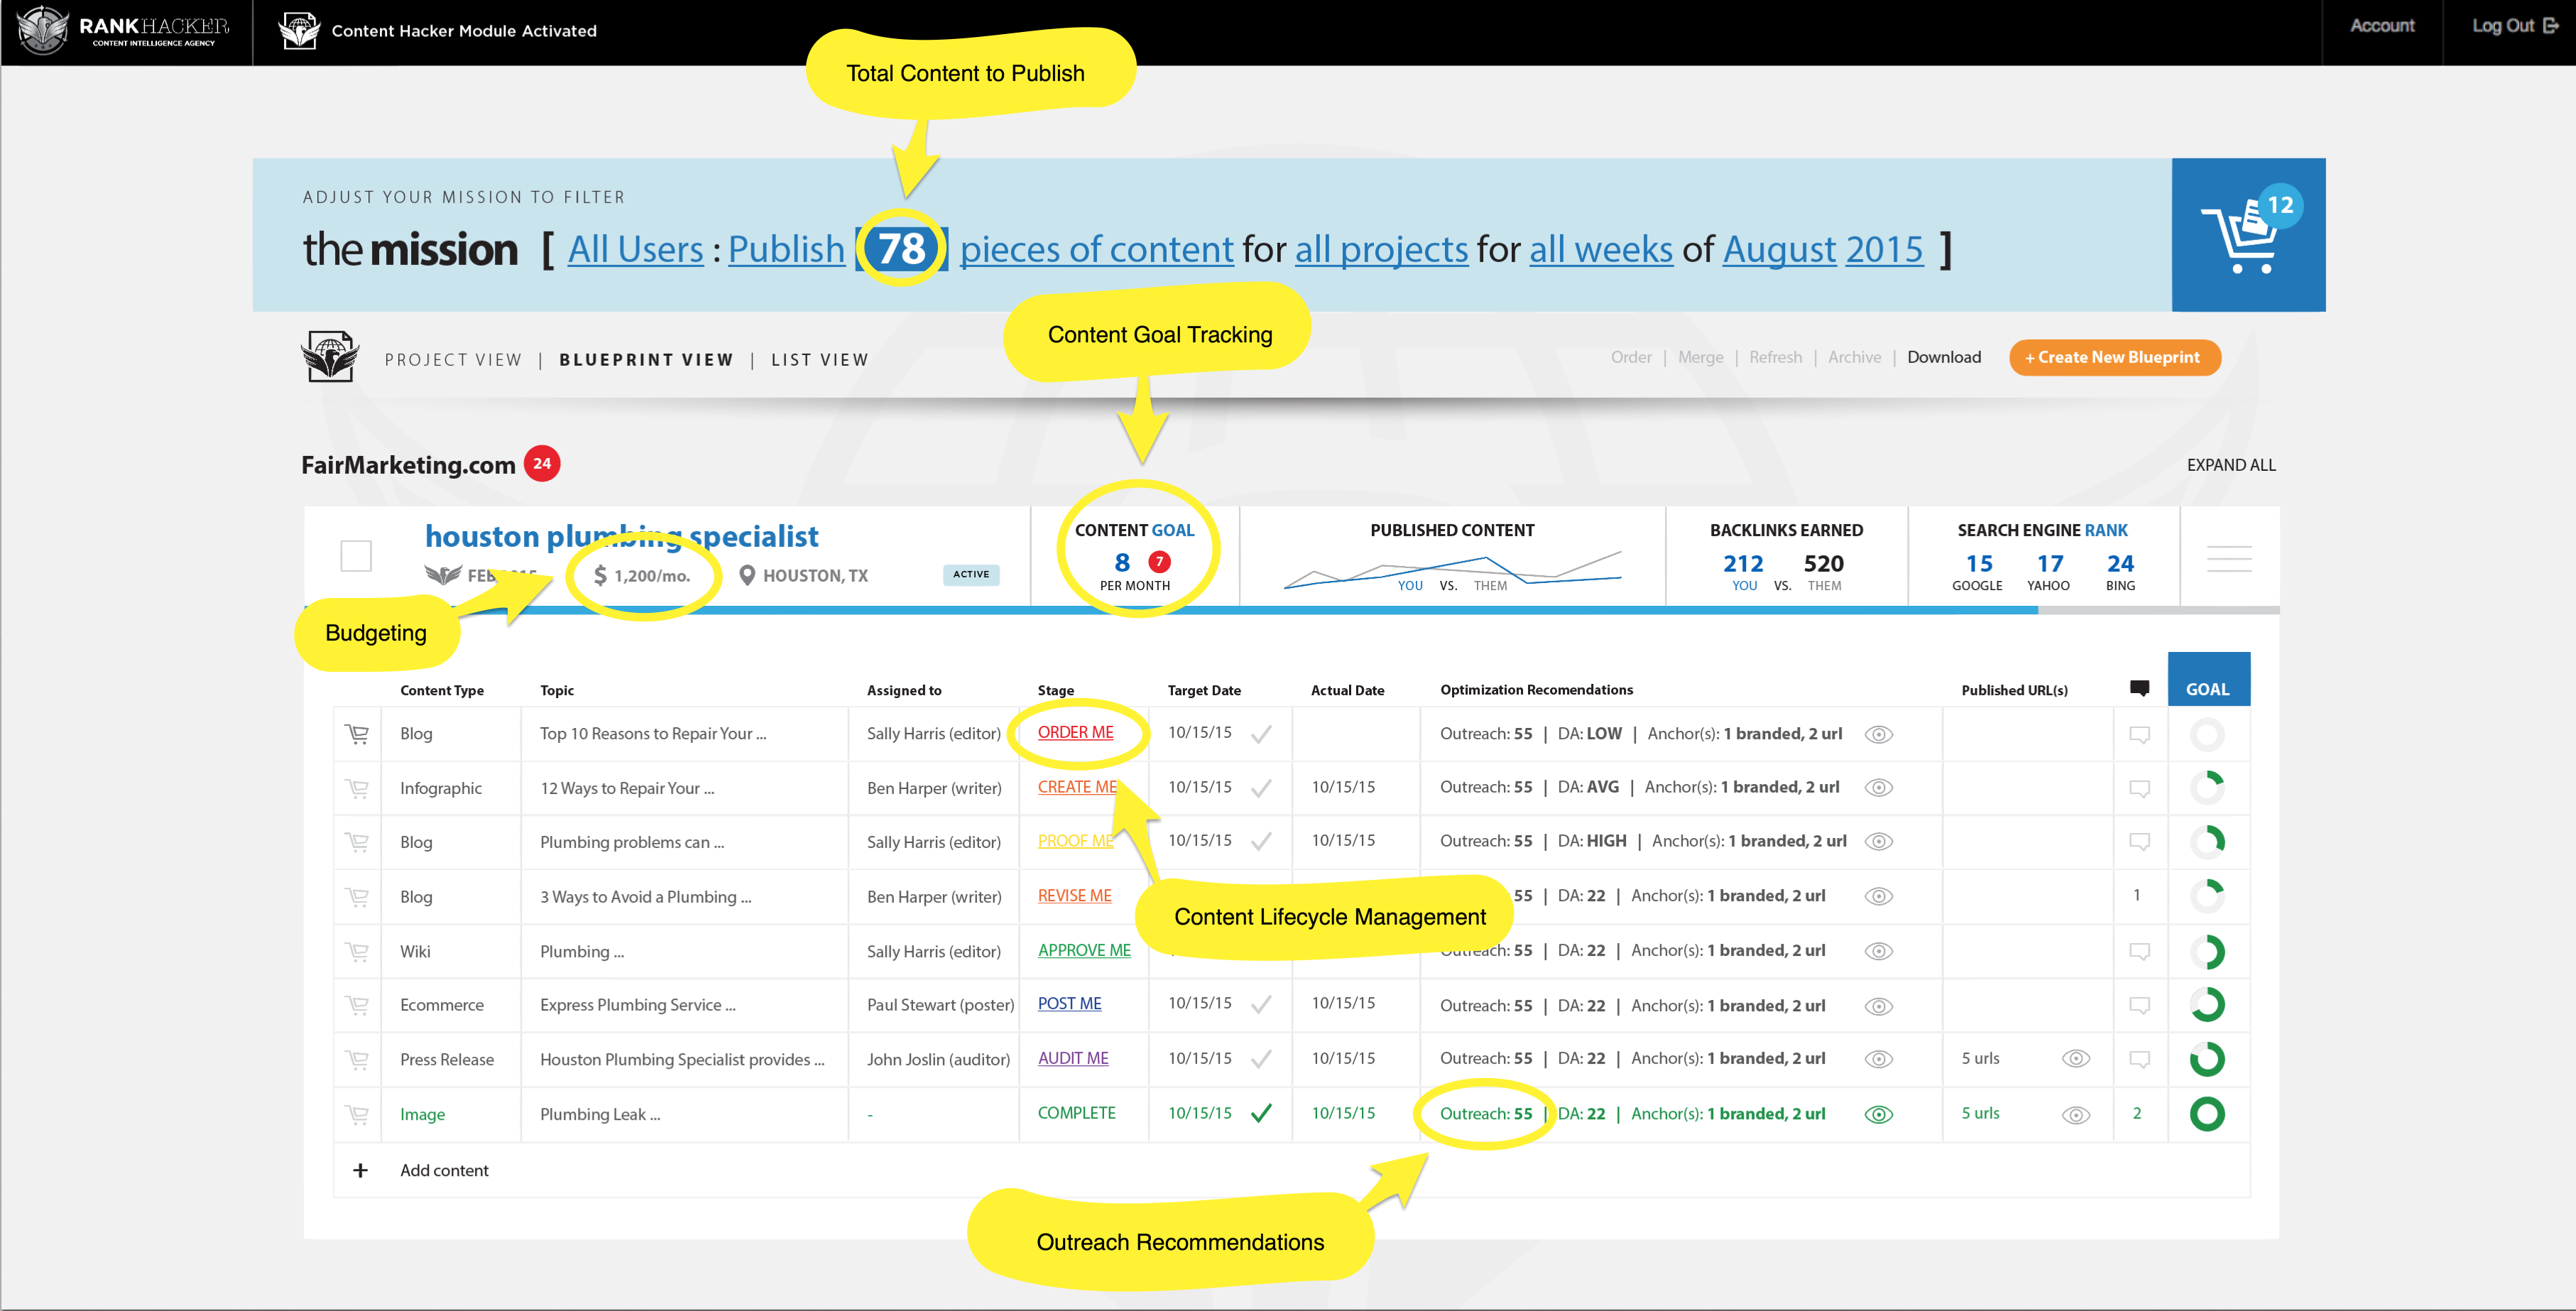 RANKHACKER
CONTENT INTELLIGENCE AGENCY
Content Hacker Module Activated
Account
Log Out
Total Content to Publish
ADJUST YOUR MISSION TO FILTER
12
the mission [ All Users : Publish 78 pieces of content for all projects for all weeks of August 2015 ]
Content Goal Tracking
PROJECT VIEW | BLUEPRINT VIEW | LIST VIEW
Order | Merge | Refresh | Archive | Download
+ Create New Blueprint
FairMarketing.com 24
EXPAND ALL
houston plumbing specialist
$ 1,200/mo.
HOUSTON, TX
ACTIVE
CONTENT GOAL
8 7
PER MONTH
PUBLISHED CONTENT
YOU VS. THEM
BACKLINKS EARNED
212 520
YOU VS. THEM
SEARCH ENGINE RANK
15 17 24
GOOGLE YAHOO BING
Budgeting
Content Type Topic Assigned to Stage Target Date Actual Date Optimization Recomendations Published URL(s) GOAL
Blog Top 10 Reasons to Repair Your ... Sally Harris (editor) ORDER ME 10/15/15 Outreach: 55 | DA: LOW | Anchor(s): 1 branded, 2 url
Infographic 12 Ways to Repair Your ... Ben Harper (writer) CREATE ME 10/15/15 10/15/15 Outreach: 55 | DA: AVG | Anchor(s): 1 branded, 2 url
Blog Plumbing problems can ... Sally Harris (editor) PROOF ME 10/15/15 10/15/15 Outreach: 55 | DA: HIGH | Anchor(s): 1 branded, 2 url
Blog 3 Ways to Avoid a Plumbing ... Ben Harper (writer) REVISE ME 55 | DA: 22 | Anchor(s): 1 branded, 2 url 1
Content Lifecycle Management
Wiki Plumbing ... Sally Harris (editor) APPROVE ME Outreach: 55 | DA: 22 | Anchor(s): 1 branded, 2 url
Ecommerce Express Plumbing Service ... Paul Stewart (poster) POST ME 10/15/15 10/15/15 Outreach: 55 | DA: 22 | Anchor(s): 1 branded, 2 url
Press Release Houston Plumbing Specialist provides ... John Joslin (auditor) AUDIT ME 10/15/15 10/15/15 Outreach: 55 | DA: 22 | Anchor(s): 1 branded, 2 url 5 urls
Image Plumbing Leak ... - COMPLETE 10/15/15 10/15/15 Outreach: 55 | DA: 22 | Anchor(s): 1 branded, 2 url 5 urls 2
+ Add content
Outreach Recommendations